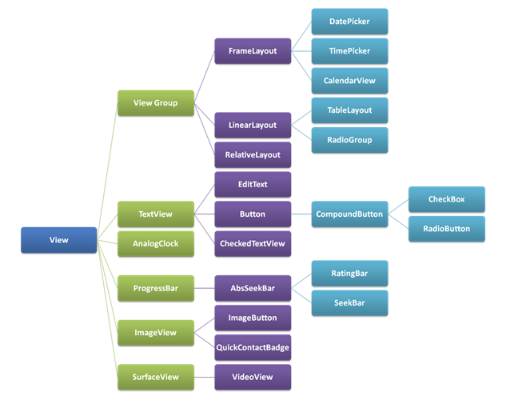 DatePicker
FrameLayout
TimePicker
CalendarView
View Group
TableLayout
LinearLayout
RadioGroup
RelativeLayout
EditText
CheckBox
TextView
Button
CompoundButton
RadioButton
View
AnalogClock
CheckedTextView
RatingBar
ProgressBar
AbsSeekBar
SeekBar
ImageButton
ImageView
QuickContactBadge
SurfaceView
VideoView